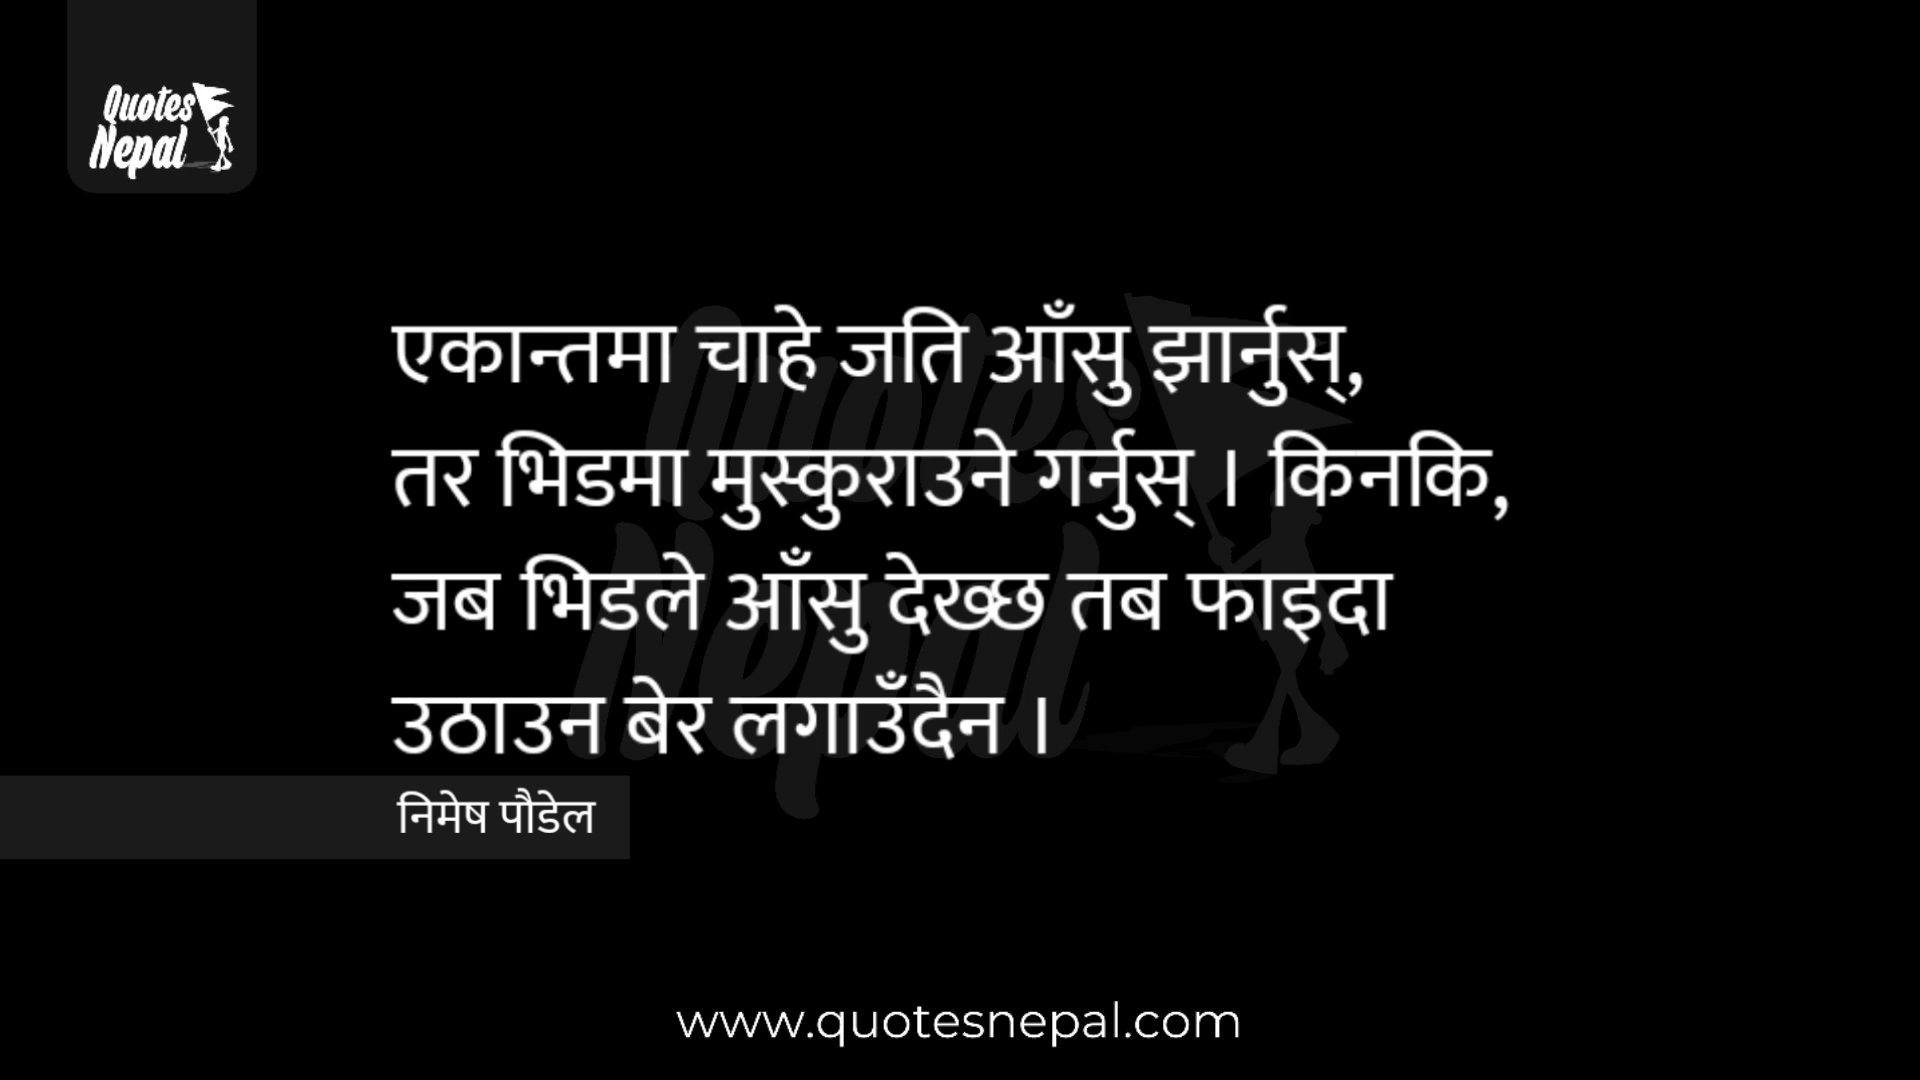 Quotes
Nepal
एकान्तमा चाहे जति आँसु झार्नुस्,
तर भिडमा मुस्कुराउने गर्नुस् । किनकि,
जब भिडले आँसु देख्छ तब फाइदा
उठाउन बेर लगाउँदैन ।
निमेष पौडेल
www.quotesnepal.com